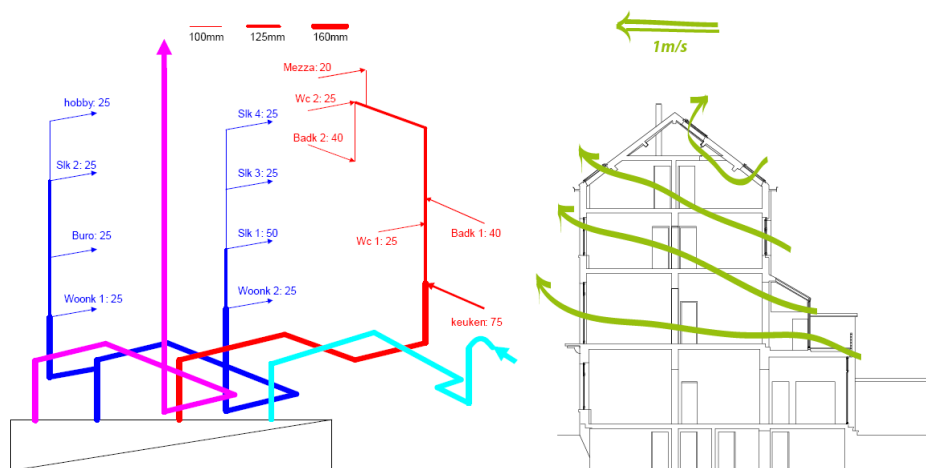 100mm 125mm 160mm
1m/s
Mezza: 20
hobby: 25
Wc 2: 25
Slk 4: 25
Badk 2: 40
Slk 2: 25
Slk 3: 25
Buro: 25
Slk 1: 50
Wc 1: 25
Badk 1: 40
Woonk 1: 25
Woonk 2: 25
keuken: 75